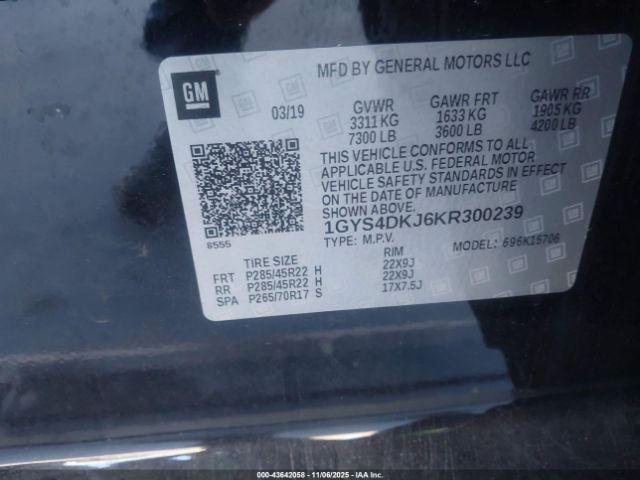 GM
MFD BY GENERAL MOTORS LLC
03/19
GVWR GAWR FRT GAWR RR
3311 KG 1633 KG 1905 KG
7300 LB 3600 LB 4200 LB
THIS VEHICLE CONFORMS TO ALL
APPLICABLE U.S. FEDERAL MOTOR
VEHICLE SAFETY STANDARDS IN EFFECT
ON THE DATE OF MANUFACTURE
SHOWN ABOVE.
1GYS4DKJ6KR300239
8555
TYPE: M.P.V. MODEL: 696K15706
TIRE SIZE RIM
FRT P285/45R22 H 22X9J
RR P285/45R22 H 22X9J
SPA P265/70R17 S 17X7.5J
000-43642058 - 11/06/2025 - IAAI.COM